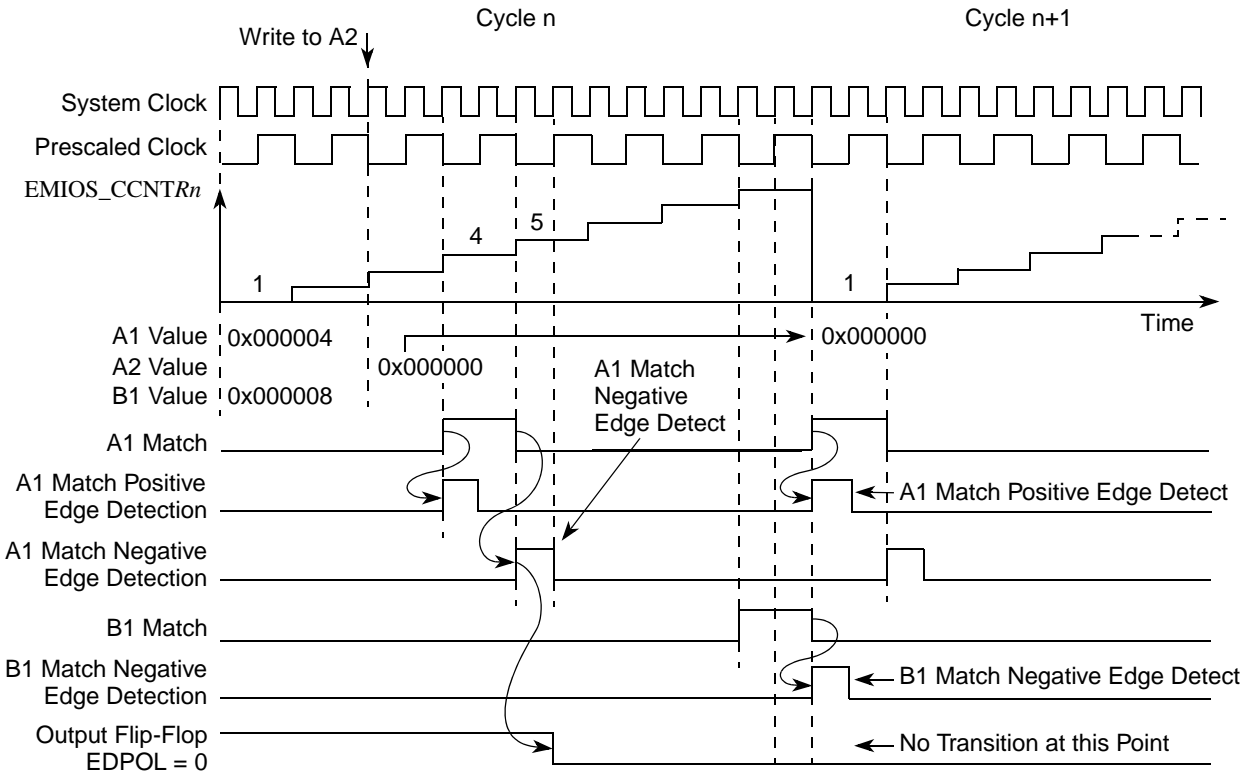 Cycle n
Cycle n+1
Write to A2
System Clock
Prescaled Clock
EMIOS_CCNTRn
4
5
1
1
Time
A1 Value 0x000004
0x000000
A2 Value
0x000000
B1 Value 0x000008
A1 Match
Negative
Edge Detect
A1 Match
A1 Match Positive
Edge Detection
A1 Match Positive Edge Detect
A1 Match Negative
Edge Detection
B1 Match
B1 Match Negative
Edge Detection
B1 Match Negative Edge Detect
Output Flip-Flop
EDPOL = 0
No Transition at this Point